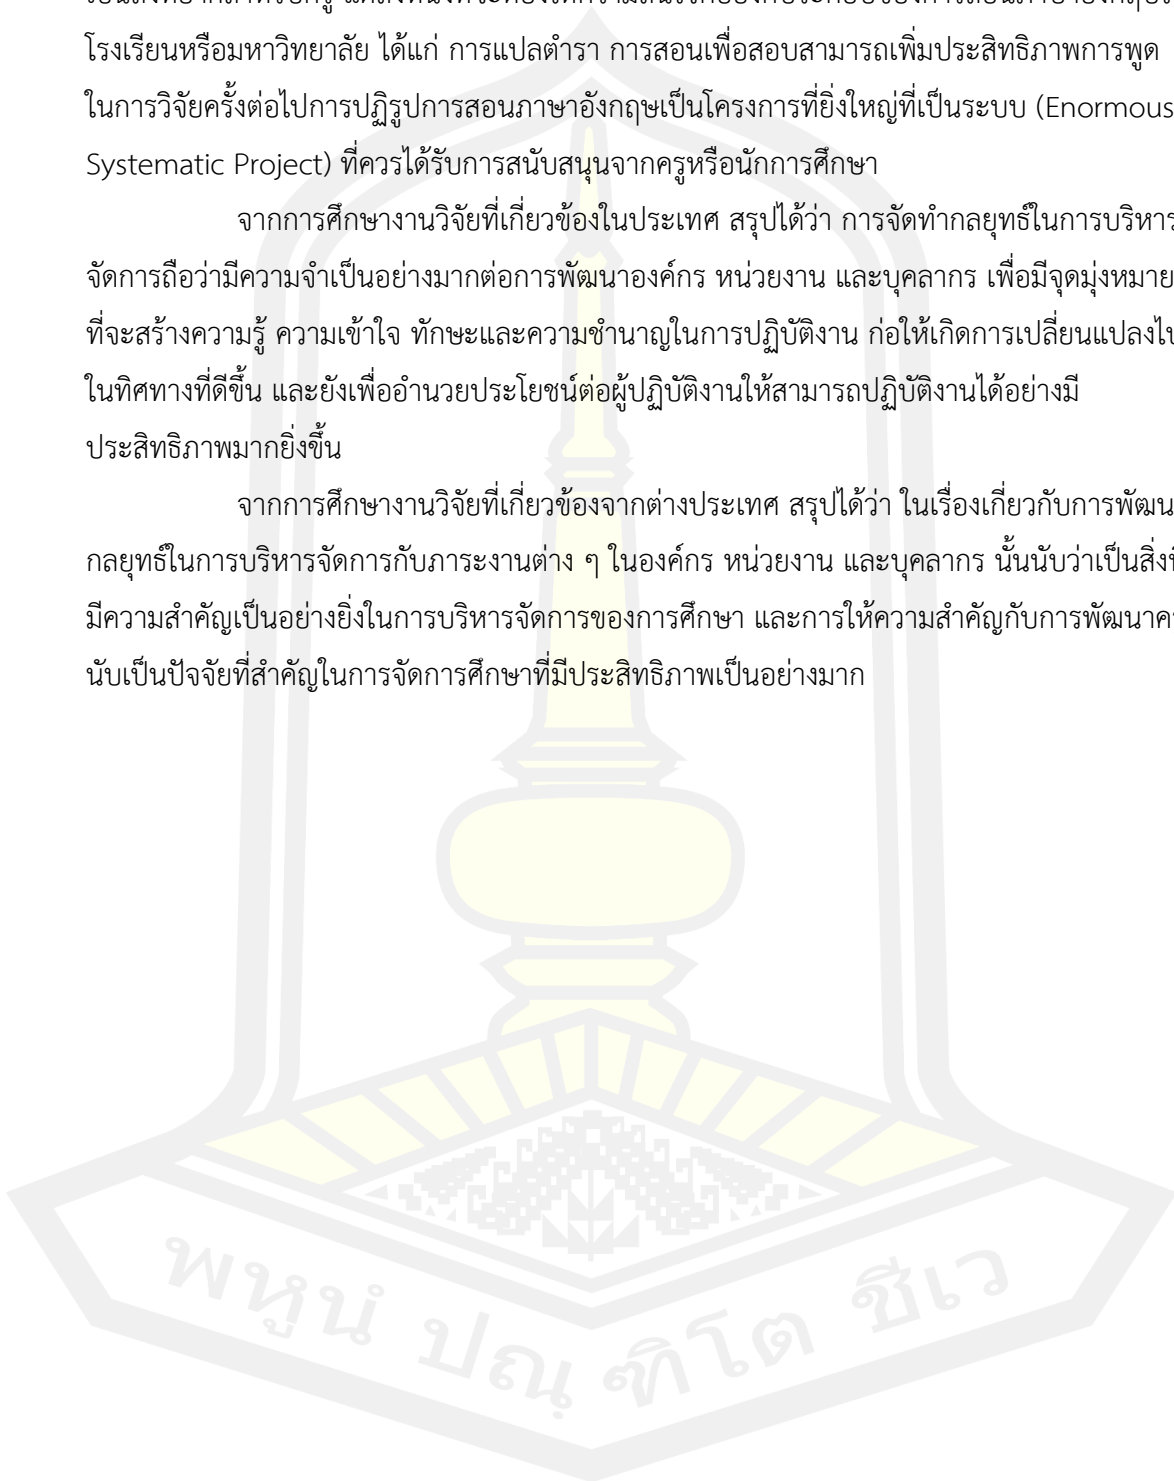 โรงเรียนหรือมหาวิทยาลัย ได้แก่ การแปลตำรา การสอนเพื่อสอบสามารถเพิ่มประสิทธิภาพการพูด
ในการวิจัยครั้งต่อไปการปฏิรูปการสอนภาษาอังกฤษเป็นโครงการที่ยิ่งใหญ่ที่เป็นระบบ (Enormous
Systematic Project) ที่ควรได้รับการสนับสนุนจากครูหรือนักการศึกษา
จากการศึกษางานวิจัยที่เกี่ยวข้องในประเทศ สรุปได้ว่า การจัดทำกลยุทธ์ในการบริหาร
จัดการถือว่ามีความจำเป็นอย่างมากต่อการพัฒนาองค์กร หน่วยงาน และบุคลากร เพื่อมีจุดมุ่งหมาย
ที่จะสร้างความรู้ ความเข้าใจ ทักษะและความชำนาญในการปฏิบัติงาน ก่อให้เกิดการเปลี่ยนแปลงไป
ในทิศทางที่ดีขึ้น และยังเพื่ออำนวยประโยชน์ต่อผู้ปฏิบัติงานให้สามารถปฏิบัติงานได้อย่างมี
ประสิทธิภาพมากยิ่งขึ้น
จากการศึกษางานวิจัยที่เกี่ยวข้องจากต่างประเทศ สรุปได้ว่า ในเรื่องเกี่ยวกับการพัฒน
กลยุทธ์ในการบริหารจัดการกับภาระงานต่าง ๆ ในองค์กร หน่วยงาน และบุคลากร นั้นนับว่าเป็นสิ่ง
มีความสำคัญเป็นอย่างยิ่งในการบริหารจัดการของการศึกษา และการให้ความสำคัญกับการพัฒนา
นับเป็นปัจจัยที่สำคัญในการจัดการศึกษาที่มีประสิทธิภาพเป็นอย่างมาก
พหูนํ ปณฺฑิโต ชีเว